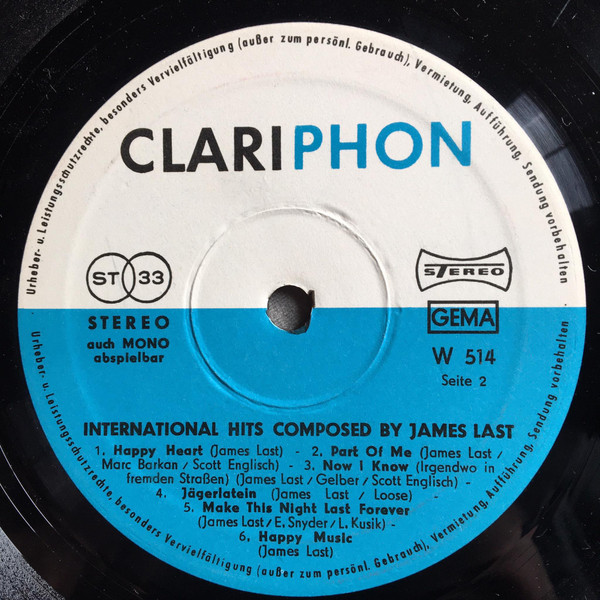 Urheber- u. Leistungsschutzrechte, besonders Vervielfältigung (außer zum persönl. Gebrauch), Vermietung, Aufführung, Sendung vorbehalten
CLARIPHON
ST 33
STEREO
STEREO
auch MONO
abspielbar
GEMA
W 514
Seite 2
INTERNATIONAL HITS COMPOSED BY JAMES LAST
1. Happy Heart (James Last) - 2. Part Of Me (James Last /
Marc Barkan / Scott Englisch) - 3. Now I Know (Irgendwo in
fremden Straßen) (James Last / Gelber / Scott Englisch) -
4. Jägerlatein (James Last / Loose) -
5. Make This Night Last Forever
(James Last / E. Snyder / L. Kusik) -
6. Happy Music
(James Last)
Urheber- u. Leistungsschutzrechte, besonders Vervielfältigung (außer zum persönl. Gebrauch), Vermietung, Aufführung, Sendung vorbehalten